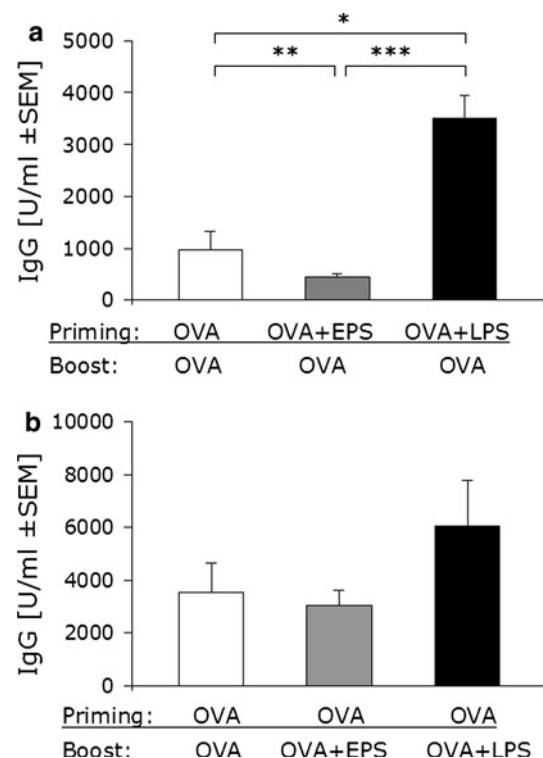 a
*
** ***
IgG [U/ml ±SEM]
5000
4000
3000
2000
1000
0
Priming: OVA OVA+EPS OVA+LPS
Boost: OVA OVA OVA
b
IgG [U/ml ±SEM]
10000
8000
6000
4000
2000
0
Priming: OVA OVA OVA
Boost: OVA OVA+EPS OVA+LPS